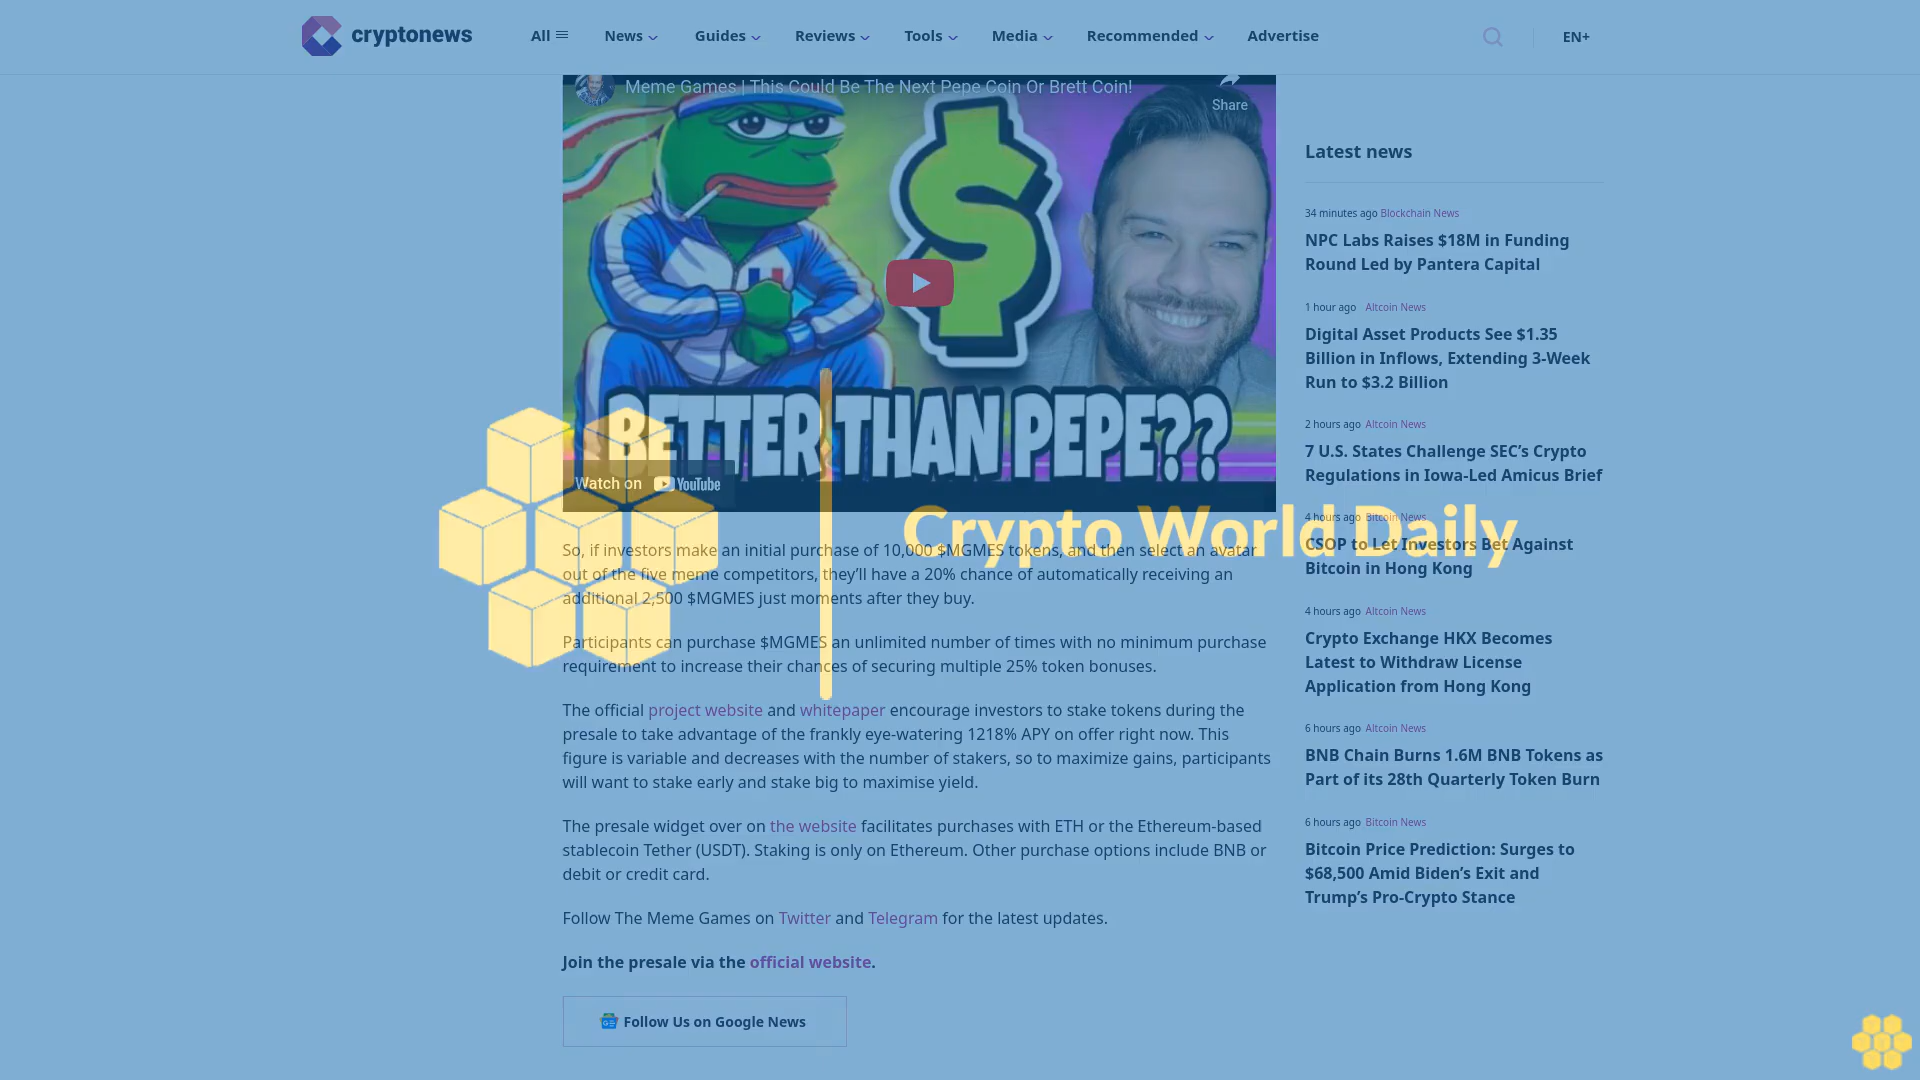 cryptonews
All
News
Guides
Reviews
Tools
Media
Recommended
Advertise
EN+
Meme Games | This Could Be The Next Pepe Coin Or Brett Coin!
Share
BETTER THAN PEPE??
Watch on YouTube
So, if investors make an initial purchase of 10,000 $MGMES tokens, and then select an avatar
out of the five meme competitors, they’ll have a 20% chance of automatically receiving an
additional 2,500 $MGMES just moments after they buy.
Participants can purchase $MGMES an unlimited number of times with no minimum purchase
requirement to increase their chances of securing multiple 25% token bonuses.
The official project website and whitepaper encourage investors to stake tokens during the
presale to take advantage of the frankly eye-watering 1218% APY on offer right now. This
figure is variable and decreases with the number of stakers, so to maximize gains, participants
will want to stake early and stake big to maximise yield.
The presale widget over on the website facilitates purchases with ETH or the Ethereum-based
stablecoin Tether (USDT). Staking is only on Ethereum. Other purchase options include BNB or
debit or credit card.
Follow The Meme Games on Twitter and Telegram for the latest updates.
Join the presale via the official website.
Follow Us on Google News
Crypto World Daily
Latest news
34 minutes ago Blockchain News
NPC Labs Raises $18M in Funding
Round Led by Pantera Capital
1 hour ago Altcoin News
Digital Asset Products See $1.35
Billion in Inflows, Extending 3-Week
Run to $3.2 Billion
2 hours ago Altcoin News
7 U.S. States Challenge SEC’s Crypto
Regulations in Iowa-Led Amicus Brief
4 hours ago Bitcoin News
CSOP to Let Investors Bet Against
Bitcoin in Hong Kong
4 hours ago Altcoin News
Crypto Exchange HKX Becomes
Latest to Withdraw License
Application from Hong Kong
6 hours ago Altcoin News
BNB Chain Burns 1.6M BNB Tokens as
Part of its 28th Quarterly Token Burn
6 hours ago Bitcoin News
Bitcoin Price Prediction: Surges to
$68,500 Amid Biden’s Exit and
Trump’s Pro-Crypto Stance